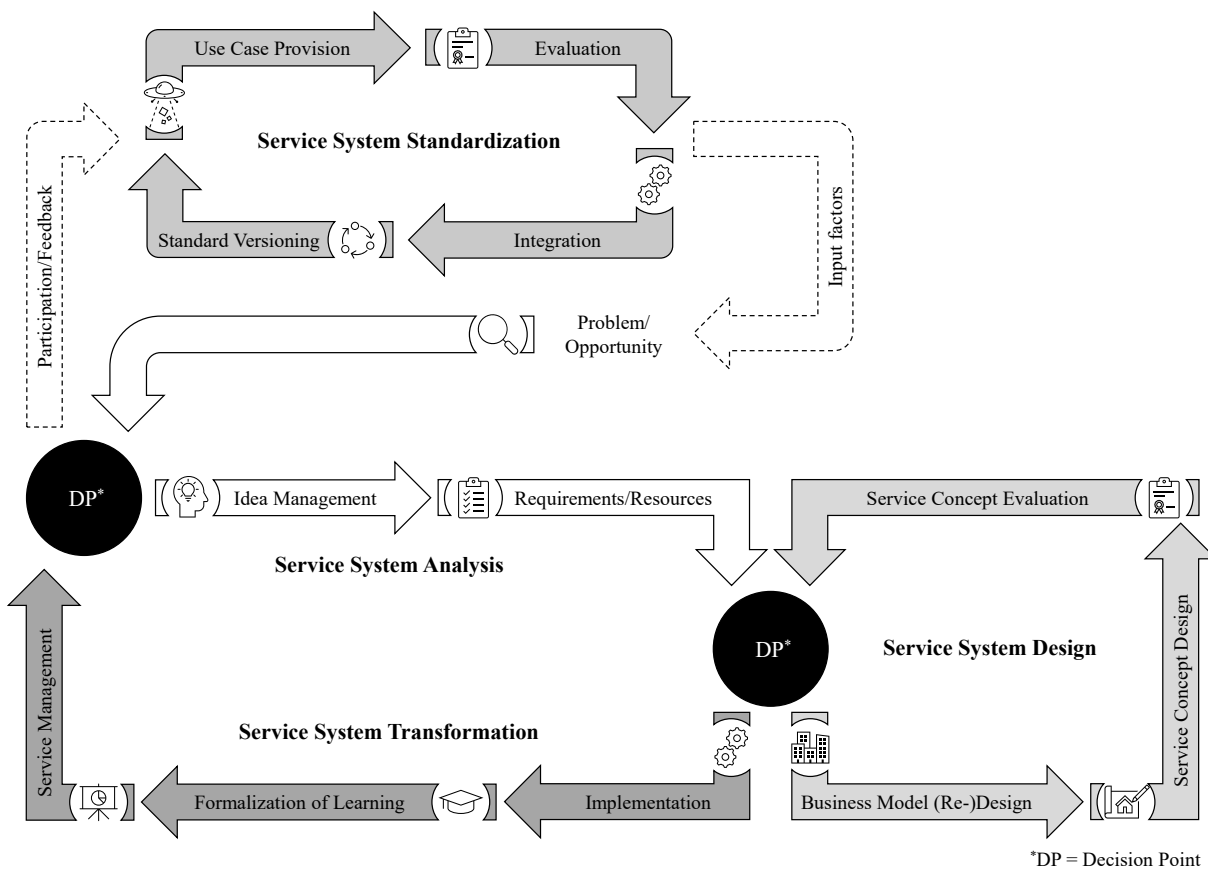 Use Case Provision
Evaluation
Service System Standardization
Participation/Feedback
Input factors
Standard Versioning
Integration
Problem/
Opportunity
DP*
Idea Management
Requirements/Resources
Service Concept Evaluation
Service System Analysis
DP*
Service System Design
Service Concept Design
Service Management
Service System Transformation
Formalization of Learning
Implementation
Business Model (Re-)Design
*DP = Decision Point